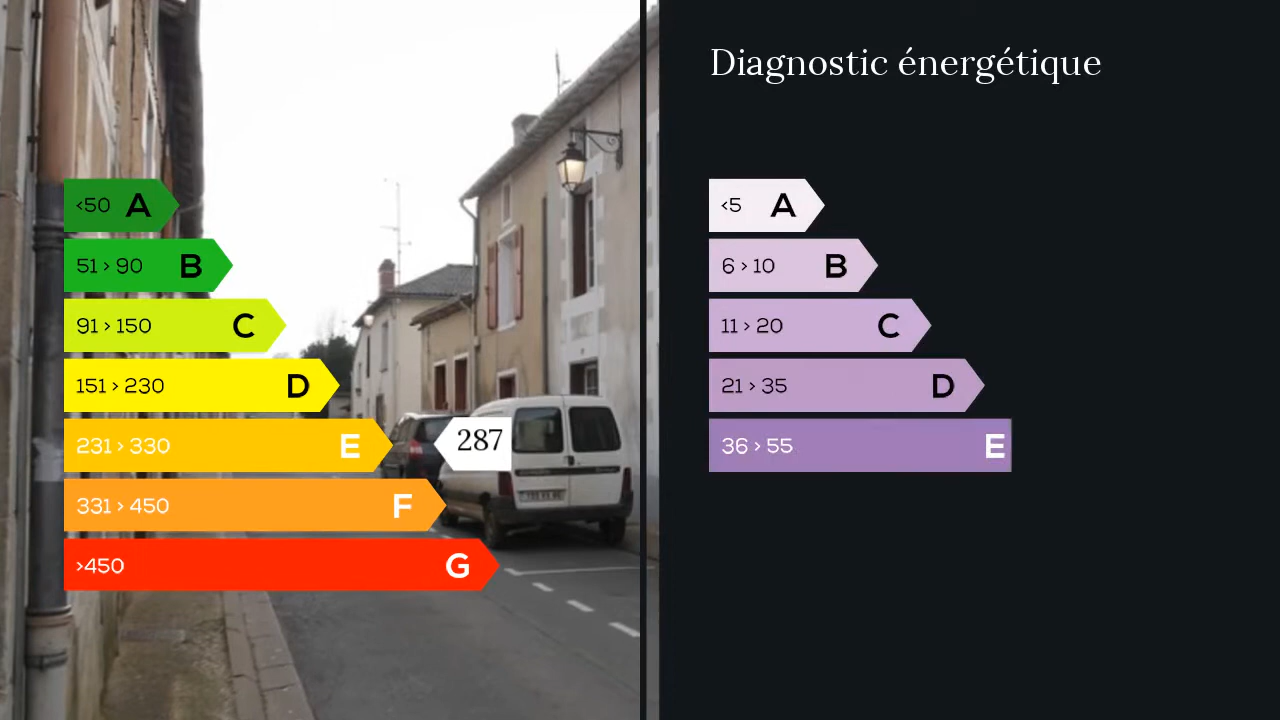 Diagnostic énergétique
<50 A
51 > 90 B
91 > 150 C
151 > 230 D
231 > 330 E
287
331 > 450 F
>450 G
<5 A
6 > 10 B
11 > 20 C
21 > 35 D
36 > 55 E